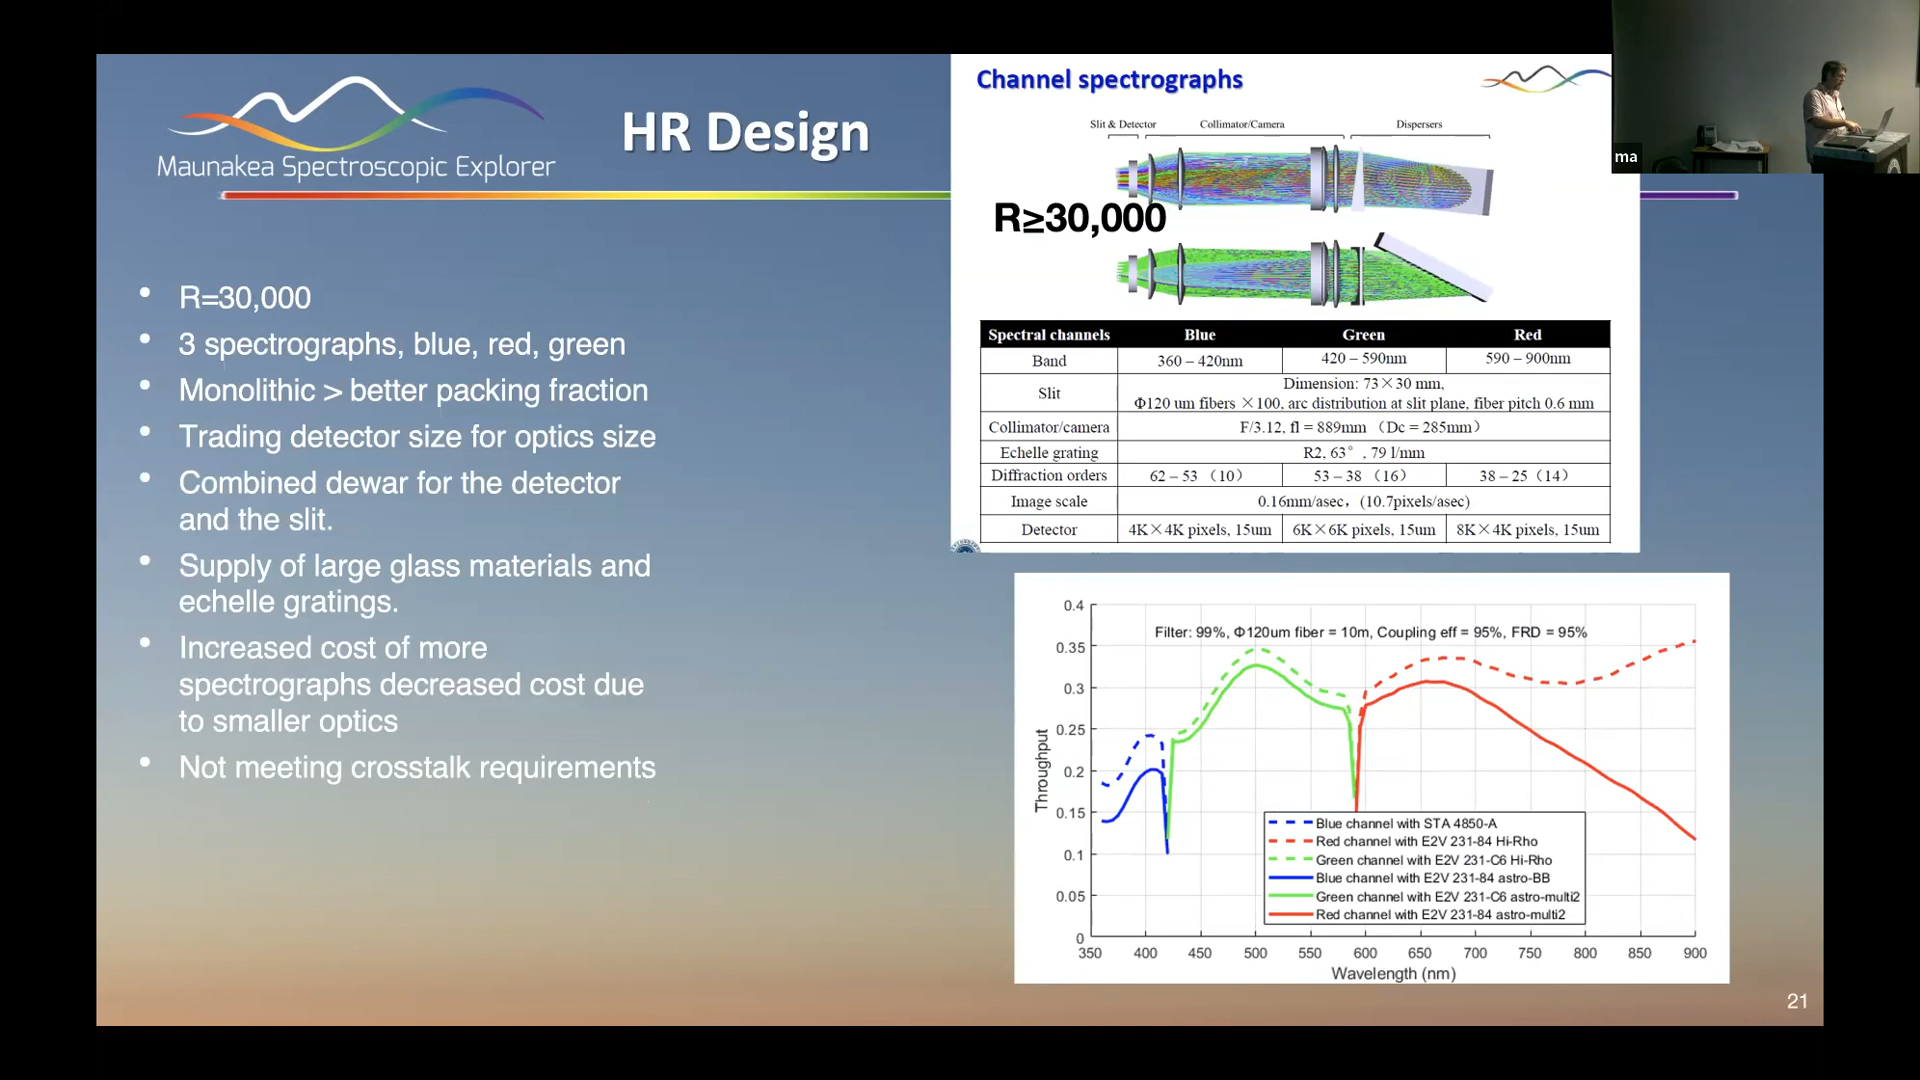 Maunakea Spectroscopic Explorer
HR Design
• R=30,000
• 3 spectrographs, blue, red, green
• Monolithic > better packing fraction
• Trading detector size for optics size
• Combined dewar for the detector
and the slit.
• Supply of large glass materials and
echelle gratings.
• Increased cost of more
spectrographs decreased cost due
to smaller optics
• Not meeting crosstalk requirements
Channel spectrographs
Slit & Detector Collimator/Camera Dispersers
R≥30,000
Spectral channels Blue Green Red
Band 360 – 420nm 420 – 590nm 590 – 900nm
Slit Dimension: 73×30 mm,
Φ120 um fibers ×100, arc distribution at slit plane, fiber pitch 0.6 mm
Collimator/camera F/3.12, fl = 889mm （Dc = 285mm）
Echelle grating R2, 63° , 79 l/mm
Diffraction orders 62 – 53 （10） 53 – 38 （16） 38 – 25（14）
Image scale 0.16mm/asec， (10.7pixels/asec)
Detector 4K×4K pixels, 15um 6K×6K pixels, 15um 8K×4K pixels, 15um
ma
Filter: 99%, Φ120um fiber = 10m, Coupling eff = 95%, FRD = 95%
Throughput
0.4
0.35
0.3
0.25
0.2
0.15
0.1
0.05
0
Blue channel with STA 4850-A
Red channel with E2V 231-84 Hi-Rho
Green channel with E2V 231-C6 Hi-Rho
Blue channel with E2V 231-84 astro-BB
Green channel with E2V 231-C6 astro-multi2
Red channel with E2V 231-84 astro-multi2
350 400 450 500 550 600 650 700 750 800 850 900
Wavelength (nm)
21